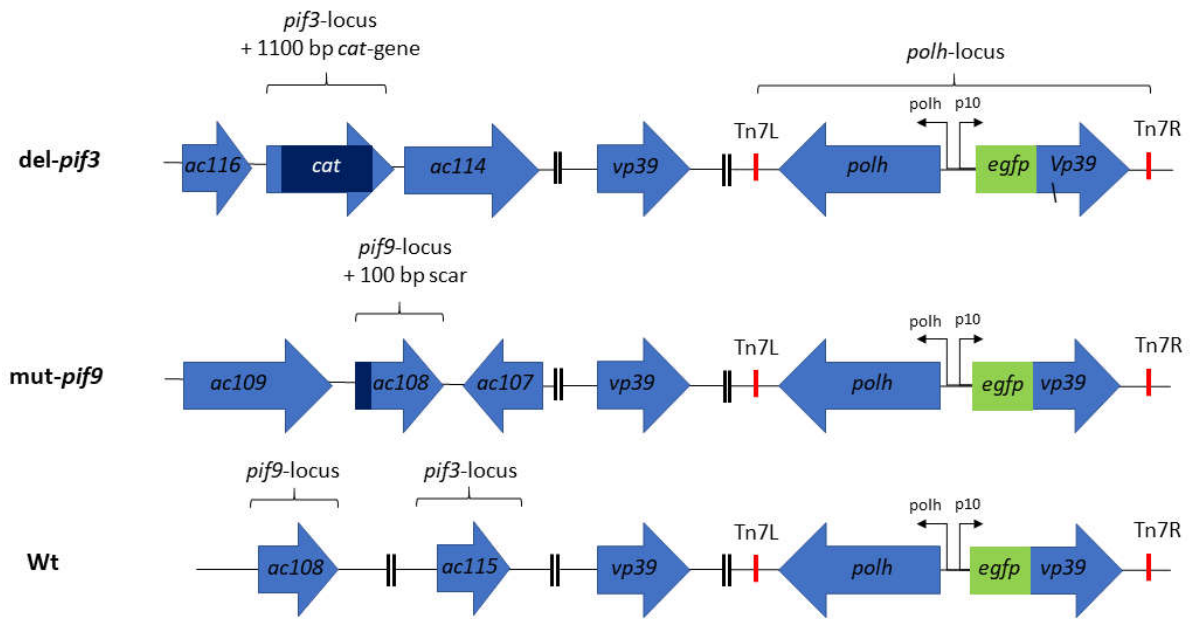 pif3-locus
+ 1100 bp cat-gene
polh-locus
polh p10
Tn7L Tn7R
del-pif3 ac116 cat ac114 vp39 polh egfp Vp39
pif9-locus
+ 100 bp scar
polh p10
Tn7L Tn7R
mut-pif9 ac109 ac108 ac107 vp39 polh egfp vp39
pif9-locus pif3-locus
polh p10
Tn7L Tn7R
Wt ac108 ac115 vp39 polh egfp vp39